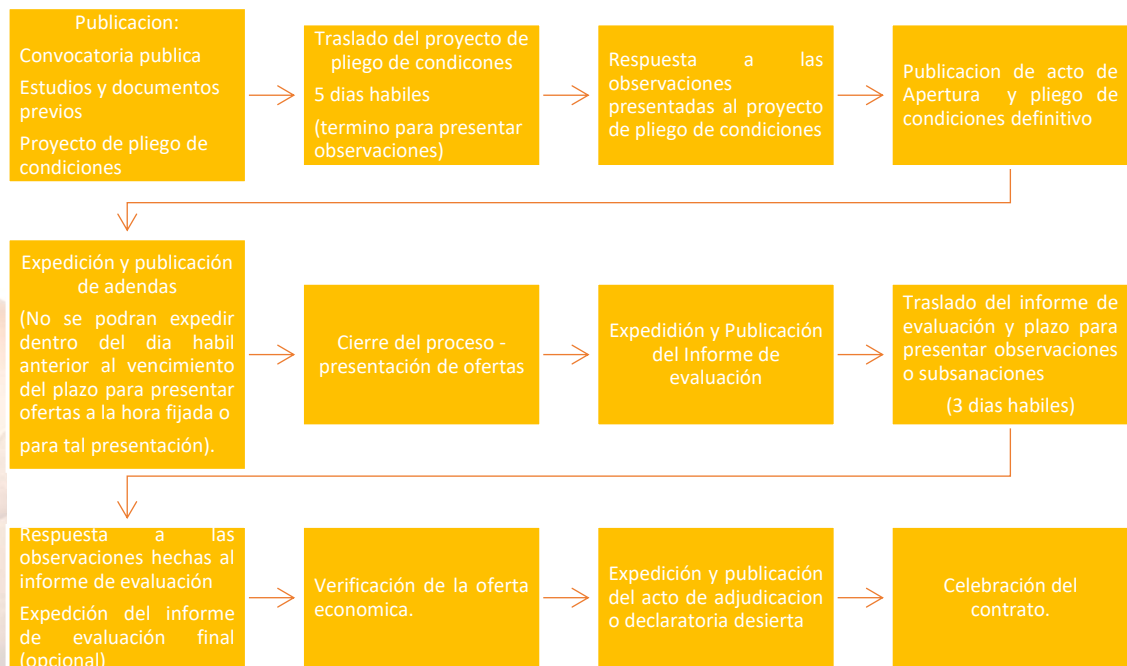 Publicacion:
Convocatoria publica
Estudios y documentos
previos
Proyecto de pliego de
condiciones
Traslado del proyecto de
pliego de condicones
5 dias habiles
(termino para presentar
observaciones)
Respuesta a las
observaciones
presentadas al proyecto
de pliego de condiciones
Publicacion de acto de
Apertura y pliego de
condiciones definitivo
Expedición y publicación
de adendas
(No se podran expedir
dentro del dia habil
anterior al vencimiento
del plazo para presentar
ofertas a la hora fijada o
para tal presentación).
Cierre del proceso -
presentación de ofertas
Expedidión y Publicación
del Informe de
evaluación
Traslado del informe de
evaluación y plazo para
presentar observaciones
o subsanaciones
(3 dias habiles)
Respuesta a las
observaciones hechas al
informe de evaluación
Expedción del informe
de evaluación final
(opcional)
Verificación de la oferta
economica.
Expedición y publicación
del acto de adjudicacion
o declaratoria desierta
Celebración del
contrato.